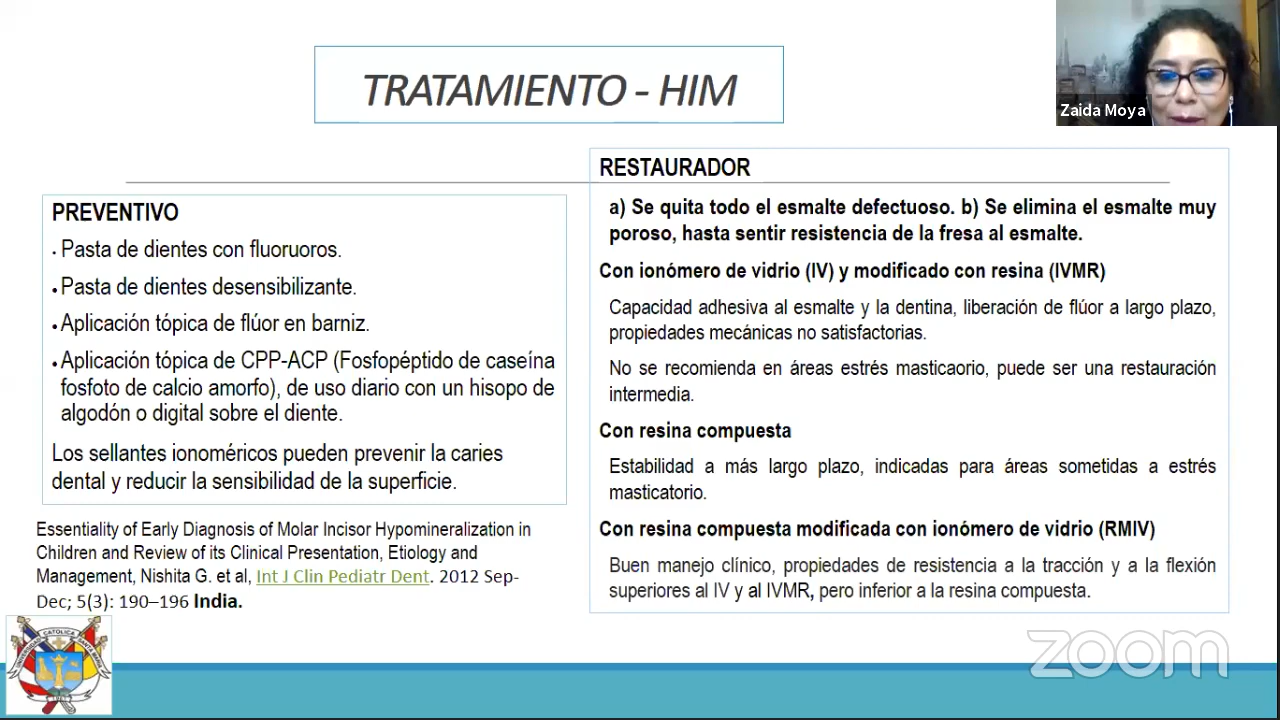 TRATAMIENTO - HIM
Zaida Moya
PREVENTIVO
• Pasta de dientes con fluoruoros.
• Pasta de dientes desensibilizante.
• Aplicación tópica de flúor en barniz.
• Aplicación tópica de CPP-ACP (Fosfopéptido de caseína
fosfoto de calcio amorfo), de uso diario con un hisopo de
algodón o digital sobre el diente.
Los sellantes ionoméricos pueden prevenir la caries
dental y reducir la sensibilidad de la superficie.
Essentiality of Early Diagnosis of Molar Incisor Hypomineralization in
Children and Review of its Clinical Presentation, Etiology and
Management, Nishita G. et al, Int J Clin Pediatr Dent. 2012 Sep-
Dec; 5(3): 190–196 India.
RESTAURADOR
a) Se quita todo el esmalte defectuoso. b) Se elimina el esmalte muy
poroso, hasta sentir resistencia de la fresa al esmalte.
Con ionómero de vidrio (IV) y modificado con resina (IVMR)
Capacidad adhesiva al esmalte y la dentina, liberación de flúor a largo plazo,
propiedades mecánicas no satisfactorias.
No se recomienda en áreas estrés masticaorio, puede ser una restauración
intermedia.
Con resina compuesta
Estabilidad a más largo plazo, indicadas para áreas sometidas a estrés
masticatorio.
Con resina compuesta modificada con ionómero de vidrio (RMIV)
Buen manejo clínico, propiedades de resistencia a la tracción y a la flexión
superiores al IV y al IVMR, pero inferior a la resina compuesta.
zoom